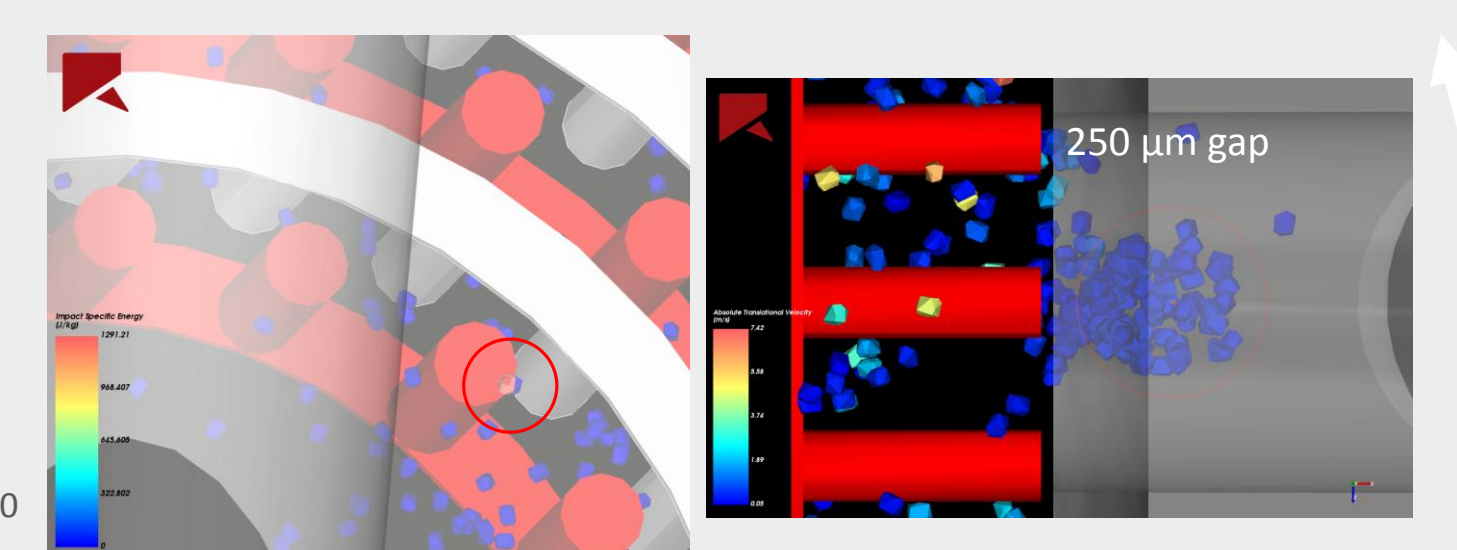 250 µm gap
Impact Specific Energy
(J/kg)
1291.21
968.407
645.605
322.802
0
Absolute Translational Velocity
(m/s)
7.42
5.58
3.74
1.89
0.05
0